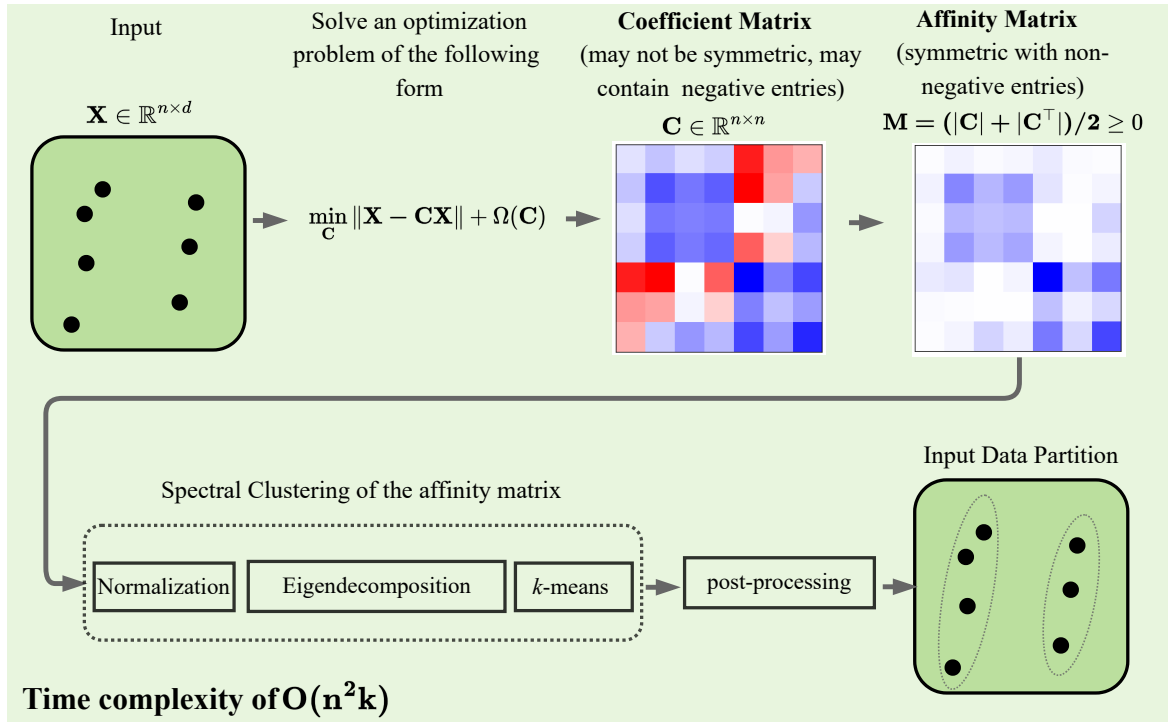 Input
Solve an optimization
problem of the following
form
Coefficient Matrix
(may not be symmetric, may
contain negative entries)
Affinity Matrix
(symmetric with non-
negative entries)
X ∈ ℝ^{n×d}
C ∈ ℝ^{n×n}
M = (|C| + |C^⊤|)/2 ≥ 0
min_C ‖X − CX‖ + Ω(C)
Input Data Partition
Spectral Clustering of the affinity matrix
Normalization
Eigendecomposition
k-means
post-processing
Time complexity of O(n²k)